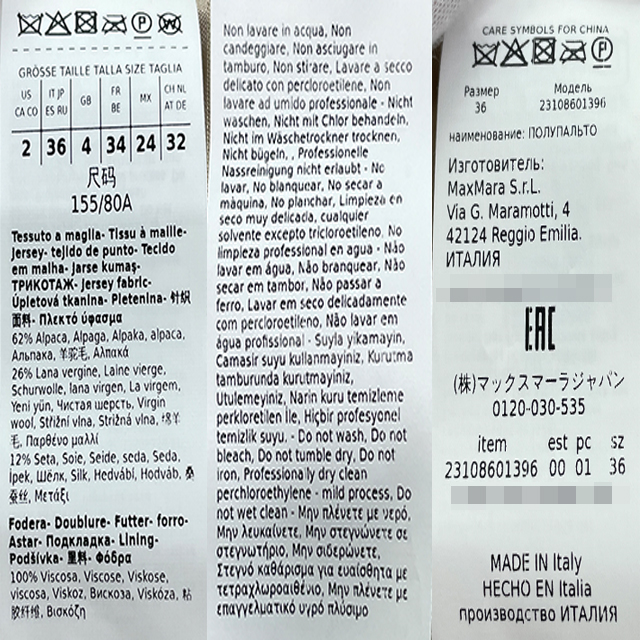 GRÖSSE TAILLE TALLA SIZE TAGLIA
US CA CO
IT JP ES RU
GB
FR BE
MX
CH NL AT DE
2 36 4 34 24 32
尺码
155/80A
Tessuto a maglia- Tissu à maille-
Jersey- tejido de punto- Tecido
em malha- Jarse kumaş-
ТРИКОТАЖ- Jersey fabric-
Úpletová tkanina- Pletenina- 针织
面料- Πλεκτό ύφασμα
62% Alpaca, Alpaga, Alpaka, alpaca,
Альпака, 羊驼毛, Αλπακά
26% Lana vergine, Laine vierge,
Schurwolle, lana virgen, La virgem,
Yeni yün, Чистая шерсть, Virgin
wool, Střižní vlna, Strižná vlna, 绵羊
毛, Παρθένο μαλλί
12% Seta, Soie, Seide, seda, Seda,
İpek, Шёлк, Silk, Hedvábí, Hodváb, 桑
蚕丝, Μετάξι
Fodera- Doublure- Futter- forro-
Astar- Подкладка- Lining-
Podšívka- 里料- Φόδρα
100% Viscosa, Viscose, Viskose,
viscosa, Viskoz, Вискоза, Viskóza, 粘
胶纤维, Βισκόζη
Non lavare in acqua, Non
candeggiare, Non asciugare in
tamburo, Non stirare, Lavare a secco
delicato con percloroetilene, Non
lavare ad umido professionale - Nicht
waschen, Nicht mit Chlor behandeln,
Nicht im Wäschetrockner trocknen,
Nicht bügeln, , Professionelle
Nassreinigung nicht erlaubt - No
lavar, No blanquear, No secar a
máquina, No planchar, Limpieza en
seco muy delicada, cualquier
solvente excepto tricloroetileno, No
limpieza professional en agua - Não
lavar em água, Não branquear, Não
secar em tambor, Não passar a
ferro, Lavar em seco delicadamente
com percloroetileno, Não lavar em
água profissional - Suyla yikamayin,
Camasir suyu kullanmayiniz, Kurutma
tamburunda kurutmayiniz,
Utulemeyiniz, Narin kuru temizleme
perkloretilen İle, Hiçbir profesyonel
temizlik suyu. - Do not wash, Do not
bleach, Do not tumble dry, Do not
iron, Professionally dry clean
perchloroethylene - mild process, Do
not wet clean - Μην πλένετε με νερό,
Μην λευκαίνετε, Μην στεγνώνετε σε
στεγνωτήριο, Μην σιδερώνετε,
Στεγνό καθάρισμα για ευαίσθητα με
τετραχλωροαιθένιο, Μην πλένετε με
επαγγελματικό υγρό πλύσιμο
CARE SYMBOLS FOR CHINA
Размер Модель
36 23108601396
наименование: ПОЛУПАЛЬТО
Изготовитель:
MaxMara S.r.L.
Via G. Maramotti, 4
42124 Reggio Emilia.
ИТАЛИЯ
EAC
(株)マックスマーラジャパン
0120-030-535
item est pc sz
23108601396 00 01 36
MADE IN Italy
HECHO EN Italia
производство ИТАЛИЯ